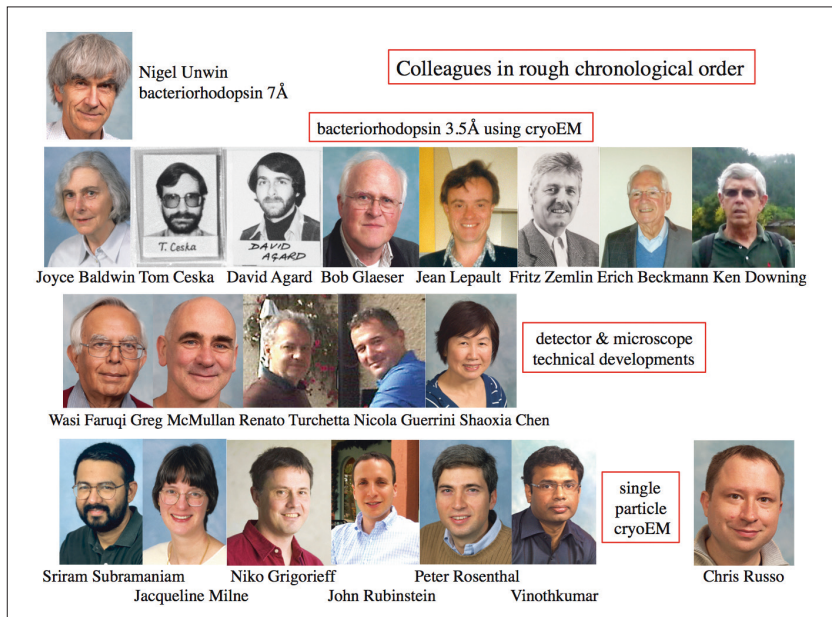 Nigel Unwin
bacteriorhodopsin 7Å
Colleagues in rough chronological order
bacteriorhodopsin 3.5Å using cryoEM
T. Ceska
DAVID
AGARD
Joyce Baldwin Tom Ceska David Agard Bob Glaeser Jean Lepault Fritz Zemlin Erich Beckmann Ken Downing
detector & microscope
technical developments
Wasi Faruqi Greg McMullan Renato Turchetta Nicola Guerrini Shaoxia Chen
single
particle
cryoEM
Sriram Subramaniam Niko Grigorieff Peter Rosenthal Chris Russo
Jacqueline Milne John Rubinstein Vinothkumar